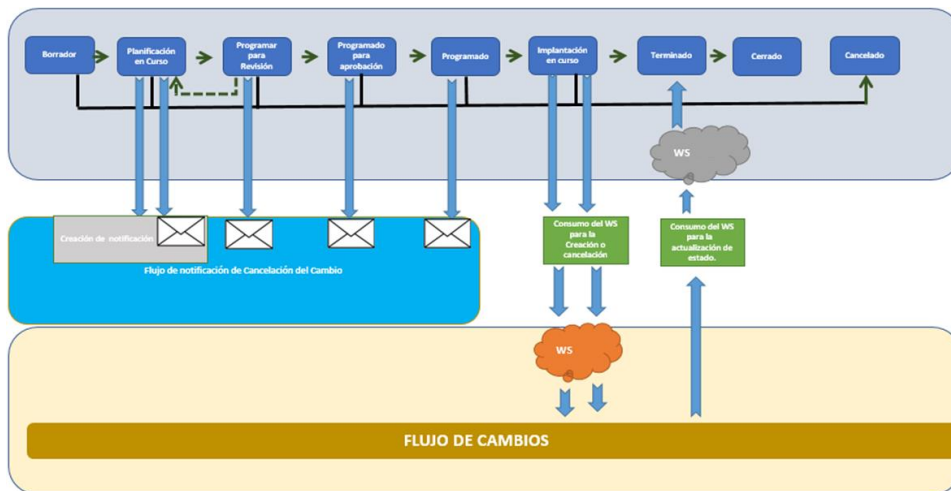 Borrador
Planificación
en Curso
Programar
para
Revisión
Programado
para
aprobación
Programado
Implantación
en curso
Terminado
Cerrado
Cancelado
WS
Creación de notificación
Flujo de notificación de Cancelación del Cambio
Consumo del WS
para la
Creación o
cancelación
Consumo del WS
para la
actualización de
estado.
WS
FLUJO DE CAMBIOS